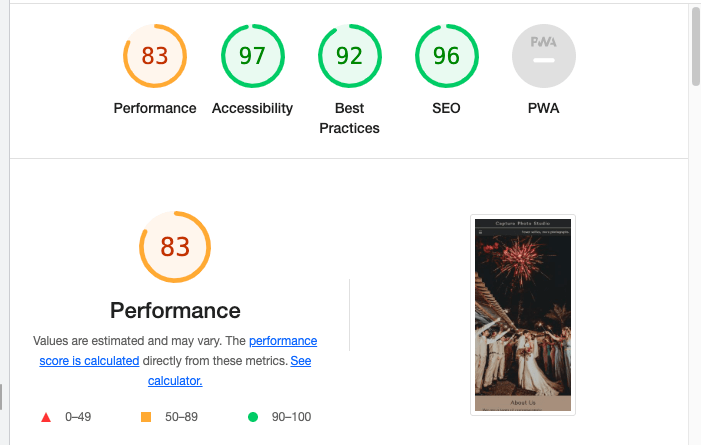 83
97
92
96
PWA
Performance
Accessibility
Best
Practices
SEO
PWA
83
Performance
Values are estimated and may vary. The performance
score is calculated directly from these metrics. See
calculator.
0–49
50–89
90–100
Capture Photo Studio
About Us